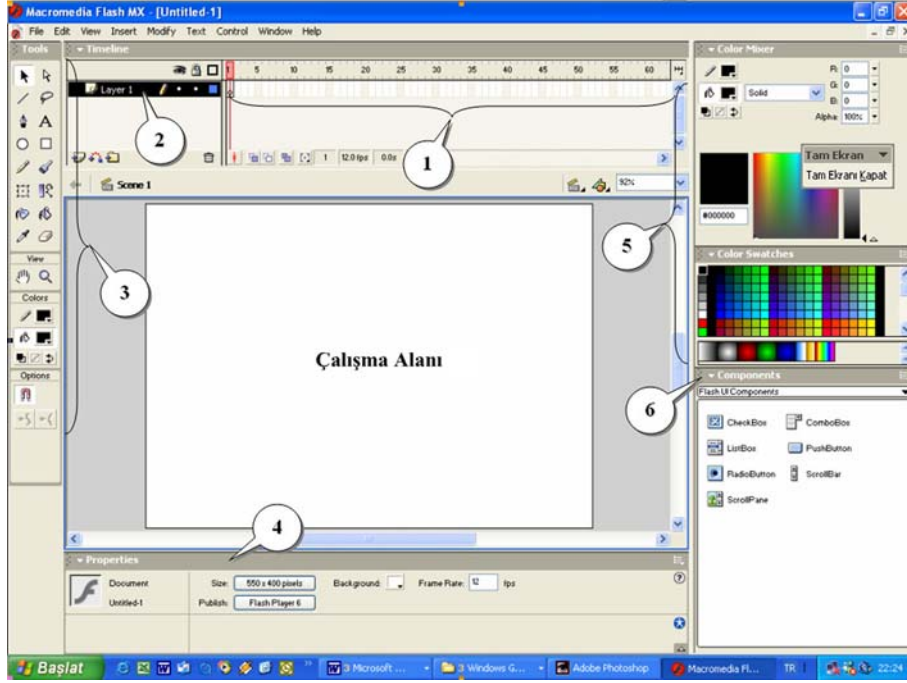 Macromedia Flash MX - [Untitled-1]
File Edit View Insert Modify Text Control Window Help
Tools
Timeline
Color Mixer
5 10 15 20 25 30 35 40 45 50 55 60
Layer 1
R: 0
G: 0
B: 0
Solid
Alpha: 100%
2
1
1 12.0 fps 0.0s
Tam Ekran
Tam Ekranı Kapat
Scene 1
92%
#000000
5
View
3
Color Swatches
Colors
Çalışma Alanı
Options
Components
Flash UI Components
6
CheckBox ComboBox
ListBox PushButton
RadioButton ScrollBar
ScrollPane
4
Properties
Document Size: 550 x 400 pixels Background: Frame Rate: 12 fps
Untitled-1 Publish: Flash Player 6
Başlat 3 Microsoft ... 3 Windows G... Adobe Photoshop Macromedia Fl... TR 22:24